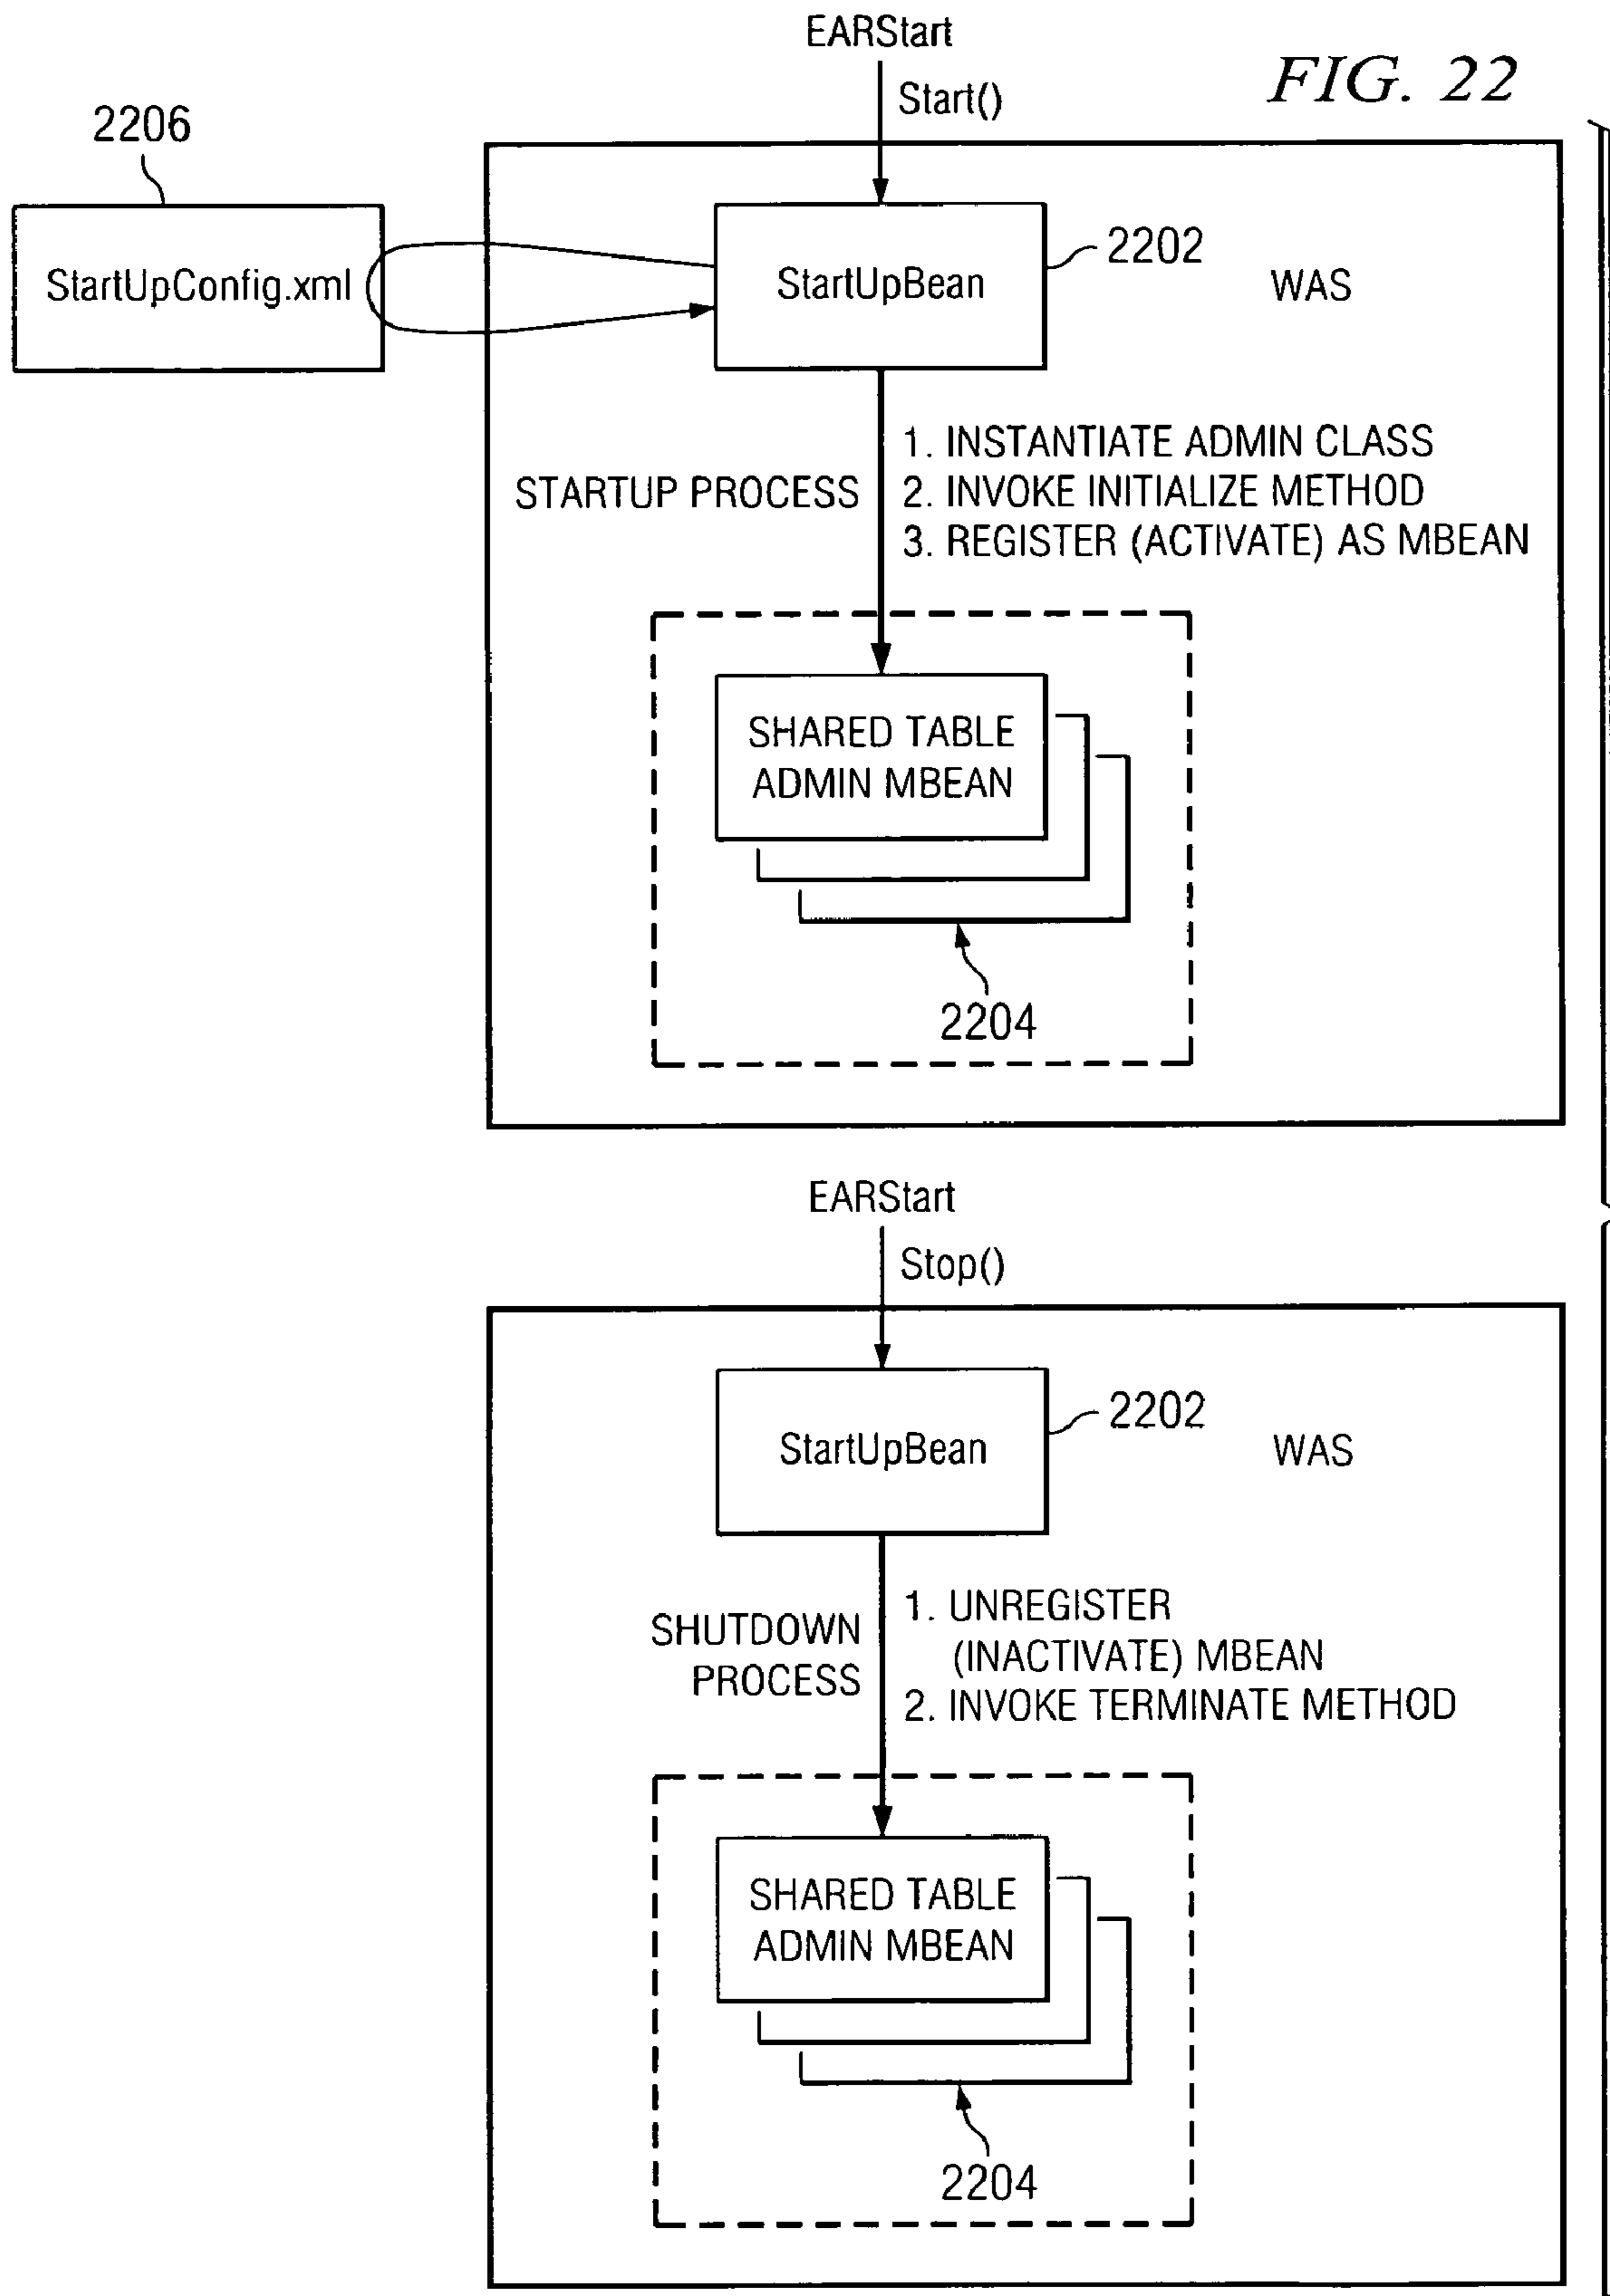 EARStart
FIG. 22
Start()
2206
2202
StartUpConfig.xml
StartUpBean
WAS
STARTUP PROCESS
1. INSTANTIATE ADMIN CLASS
2. INVOKE INITIALIZE METHOD
3. REGISTER (ACTIVATE) AS MBEAN
SHARED TABLE
ADMIN MBEAN
2204
EARStart
Stop()
2202
StartUpBean
WAS
SHUTDOWN
PROCESS
1. UNREGISTER
(INACTIVATE) MBEAN
2. INVOKE TERMINATE METHOD
SHARED TABLE
ADMIN MBEAN
2204